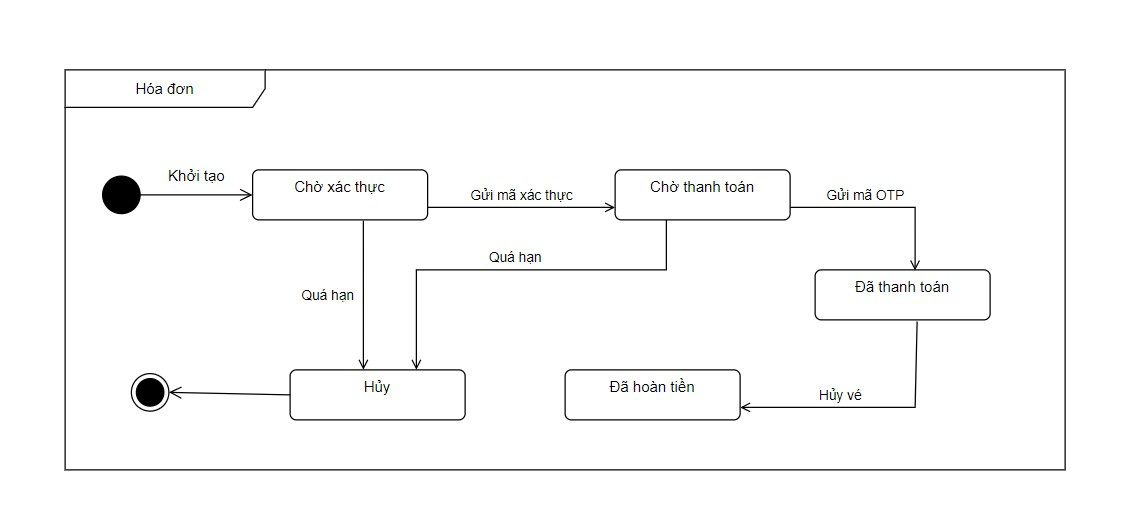 Hóa đơn
Khởi tạo
Chờ xác thực
Gửi mã xác thực
Chờ thanh toán
Gửi mã OTP
Quá hạn
Quá hạn
Đã thanh toán
Hủy
Đã hoàn tiền
Hủy vé